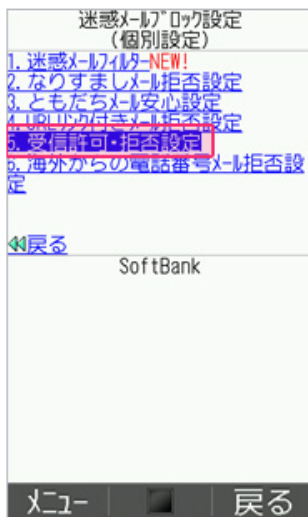 迷惑ﾒｰﾙﾌﾞﾛｯｸ設定
(個別設定)
1. 迷惑ﾒｰﾙﾌｨﾙﾀｰNEW!
2. なりすましﾒｰﾙ拒否設定
3. ともだちﾒｰﾙ安心設定
4. URLﾘﾝｸ付きﾒｰﾙ拒否設定
5. 受信許可･拒否設定
6. 海外からの電話番号ﾒｰﾙ拒否設
定
戻る
SoftBank
ﾒﾆｭｰ 戻る